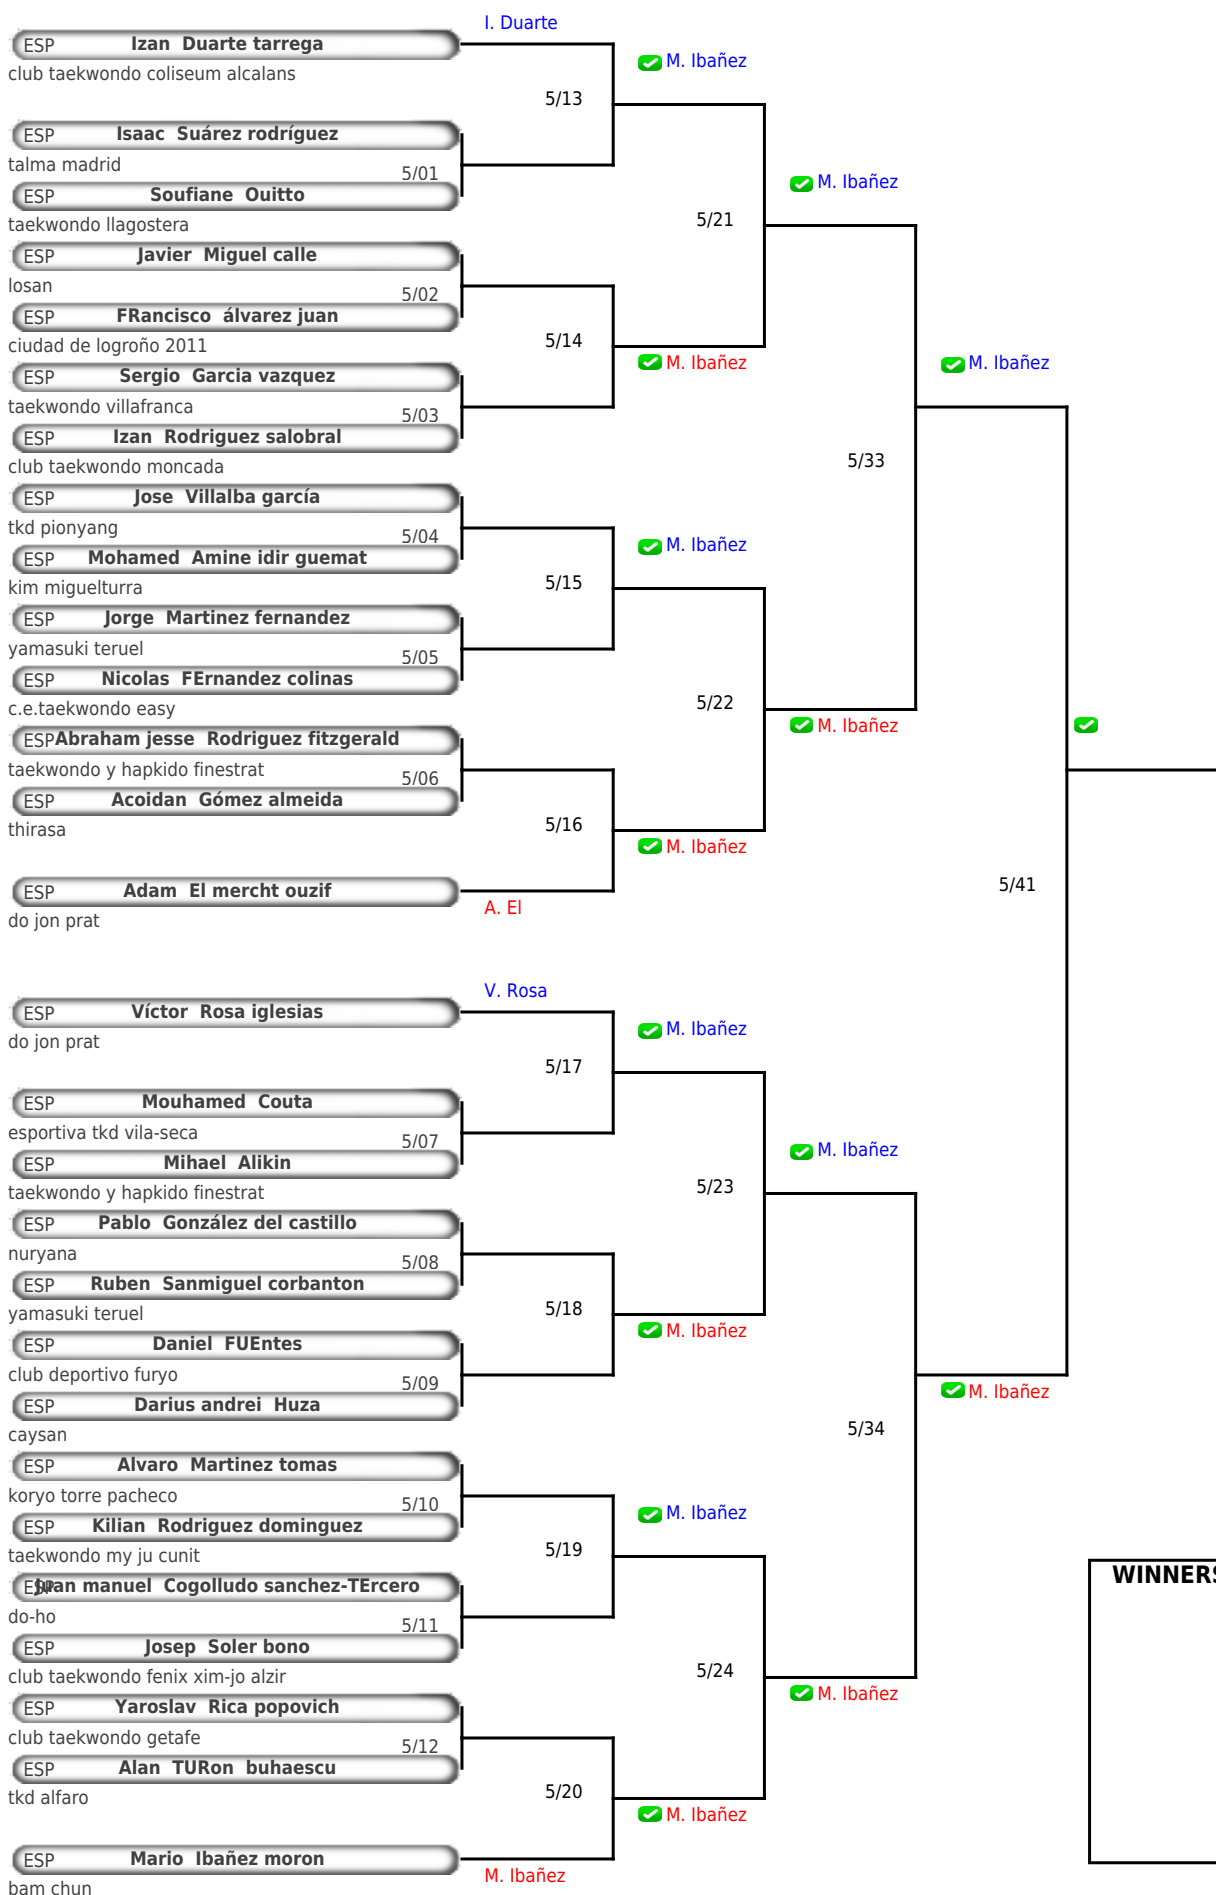 I. Duarte
ESP Izan Duarte tarrega
club taekwondo coliseum alcalans
M. Ibañez
5/13
ESP Isaac Suárez rodríguez
talma madrid
5/01
ESP Soufiane Ouitto
taekwondo llagostera
M. Ibañez
5/21
ESP Javier Miguel calle
losan
5/02
ESP FRancisco álvarez juan
ciudad de logroño 2011
5/14
M. Ibañez
M. Ibañez
ESP Sergio Garcia vazquez
taekwondo villafranca
5/03
ESP Izan Rodriguez salobral
club taekwondo moncada
5/33
ESP Jose Villalba garcía
tkd pionyang
5/04
M. Ibañez
ESP Mohamed Amine idir guemat
kim miguelturra
5/15
ESP Jorge Martinez fernandez
yamasuki teruel
5/05
ESP Nicolas FErnandez colinas
c.e.taekwondo easy
5/22
M. Ibañez
ESP Abraham jesse Rodriguez fitzgerald
taekwondo y hapkido finestrat
5/06
ESP Acoidan Gómez almeida
thirasa
5/16
M. Ibañez
5/41
ESP Adam El mercht ouzif
A. El
do jon prat
V. Rosa
ESP Víctor Rosa iglesias
do jon prat
M. Ibañez
5/17
ESP Mouhamed Couta
esportiva tkd vila-seca
5/07
M. Ibañez
ESP Mihael Alikin
taekwondo y hapkido finestrat
5/23
ESP Pablo González del castillo
nuryana
5/08
ESP Ruben Sanmiguel corbanton
yamasuki teruel
5/18
M. Ibañez
ESP Daniel FUEntes
club deportivo furyo
5/09
M. Ibañez
ESP Darius andrei Huza
caysan
5/34
ESP Alvaro Martinez tomas
koryo torre pacheco
5/10
M. Ibañez
ESP Kilian Rodriguez dominguez
taekwondo my ju cunit
5/19
WINNERS
ESP Juan manuel Cogolludo sanchez-TErcero
do-ho
5/11
ESP Josep Soler bono
club taekwondo fenix xim-jo alzir
5/24
M. Ibañez
ESP Yaroslav Rica popovich
club taekwondo getafe
5/12
ESP Alan TURon buhaescu
tkd alfaro
5/20
M. Ibañez
ESP Mario Ibañez moron
M. Ibañez
bam chun